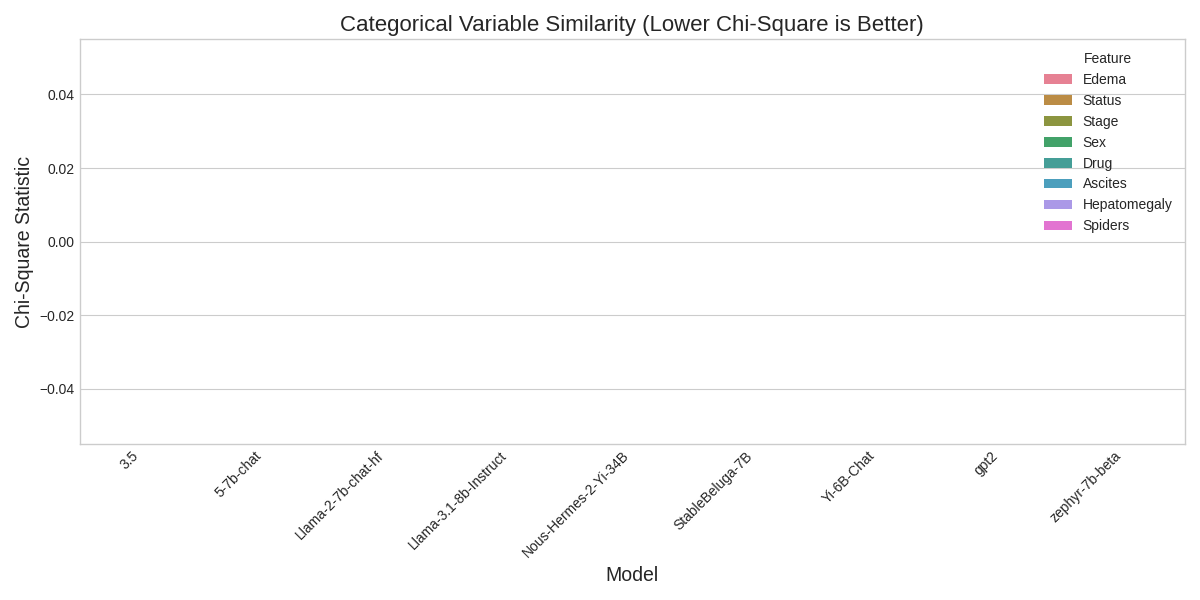 Categorical Variable Similarity (Lower Chi-Square is Better)
Chi-Square Statistic
0.04
0.02
0.00
−0.02
−0.04
Feature
Edema
Status
Stage
Sex
Drug
Ascites
Hepatomegaly
Spiders
3.5
5-7b-chat
Llama-2-7b-chat-hf
Llama-3.1-8b-Instruct
Nous-Hermes-2-Yi-34B
StableBeluga-7B
Yi-6B-Chat
gpt2
zephyr-7b-beta
Model